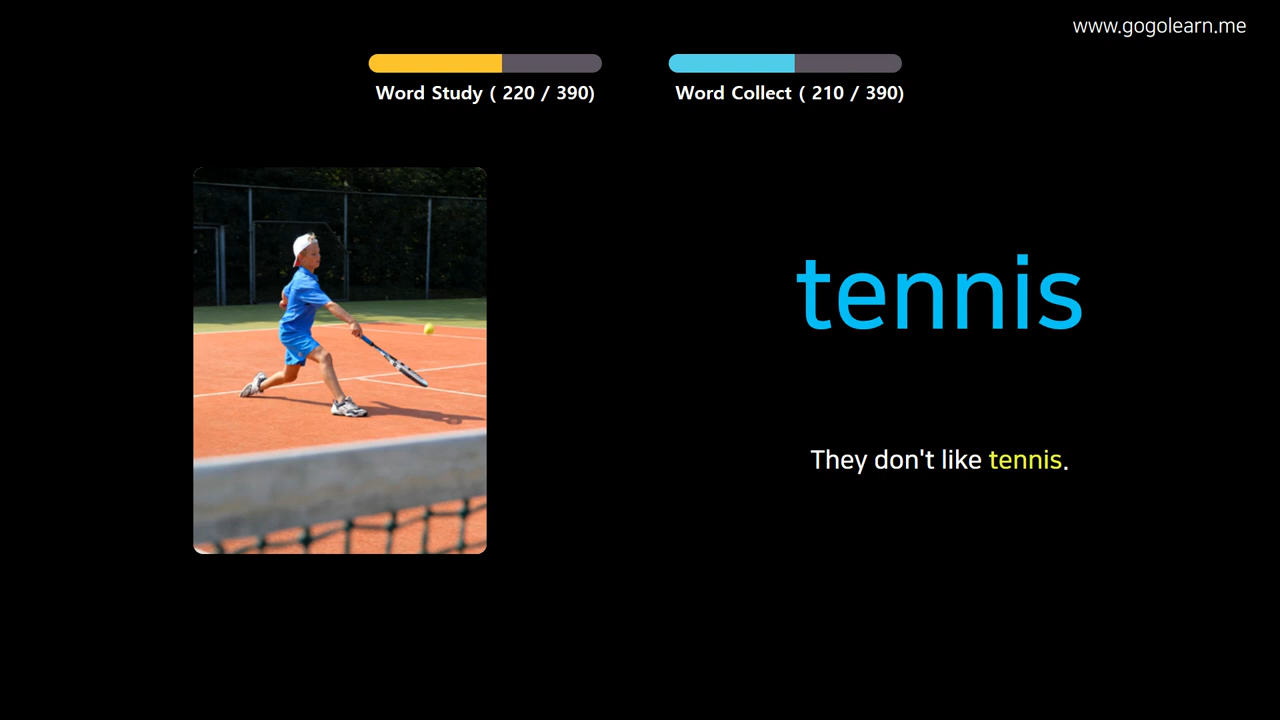 www.gogolearn.me
Word Study ( 220 / 390)
Word Collect ( 210 / 390)
tennis
They don't like tennis.